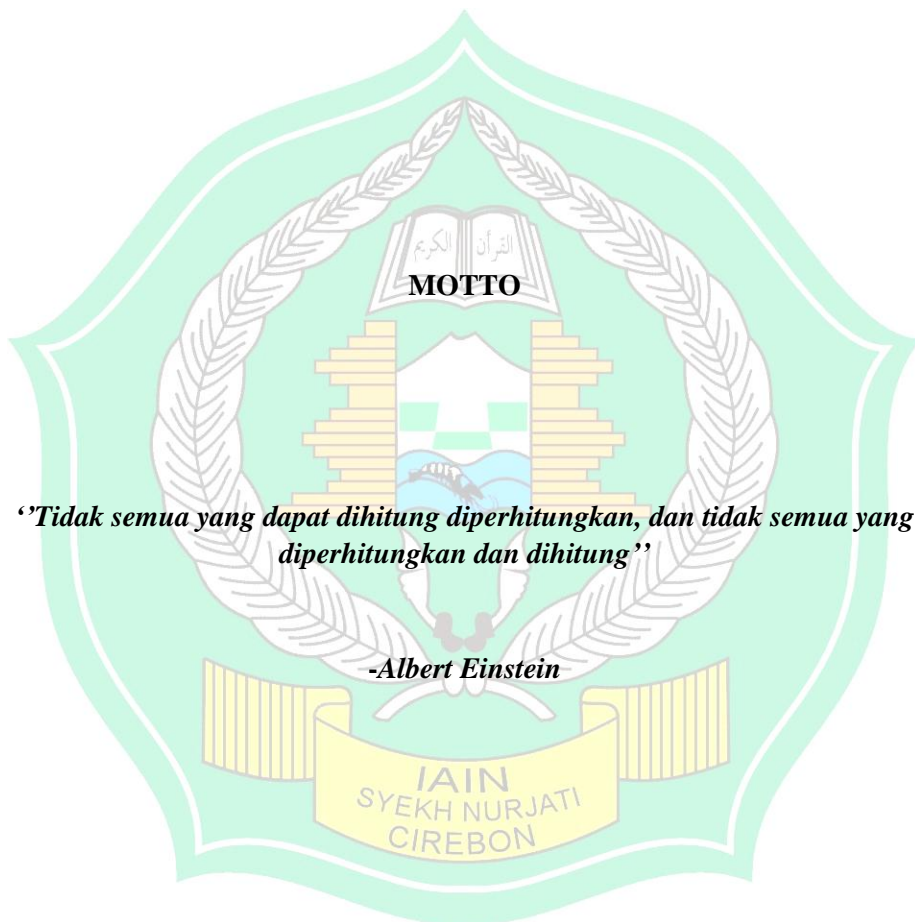 القرأن الكريم
MOTTO
‘’Tidak semua yang dapat dihitung diperhitungkan, dan tidak semua yang
diperhitungkan dan dihitung’’
-Albert Einstein
IAIN
SYEKH NURJATI
CIREBON